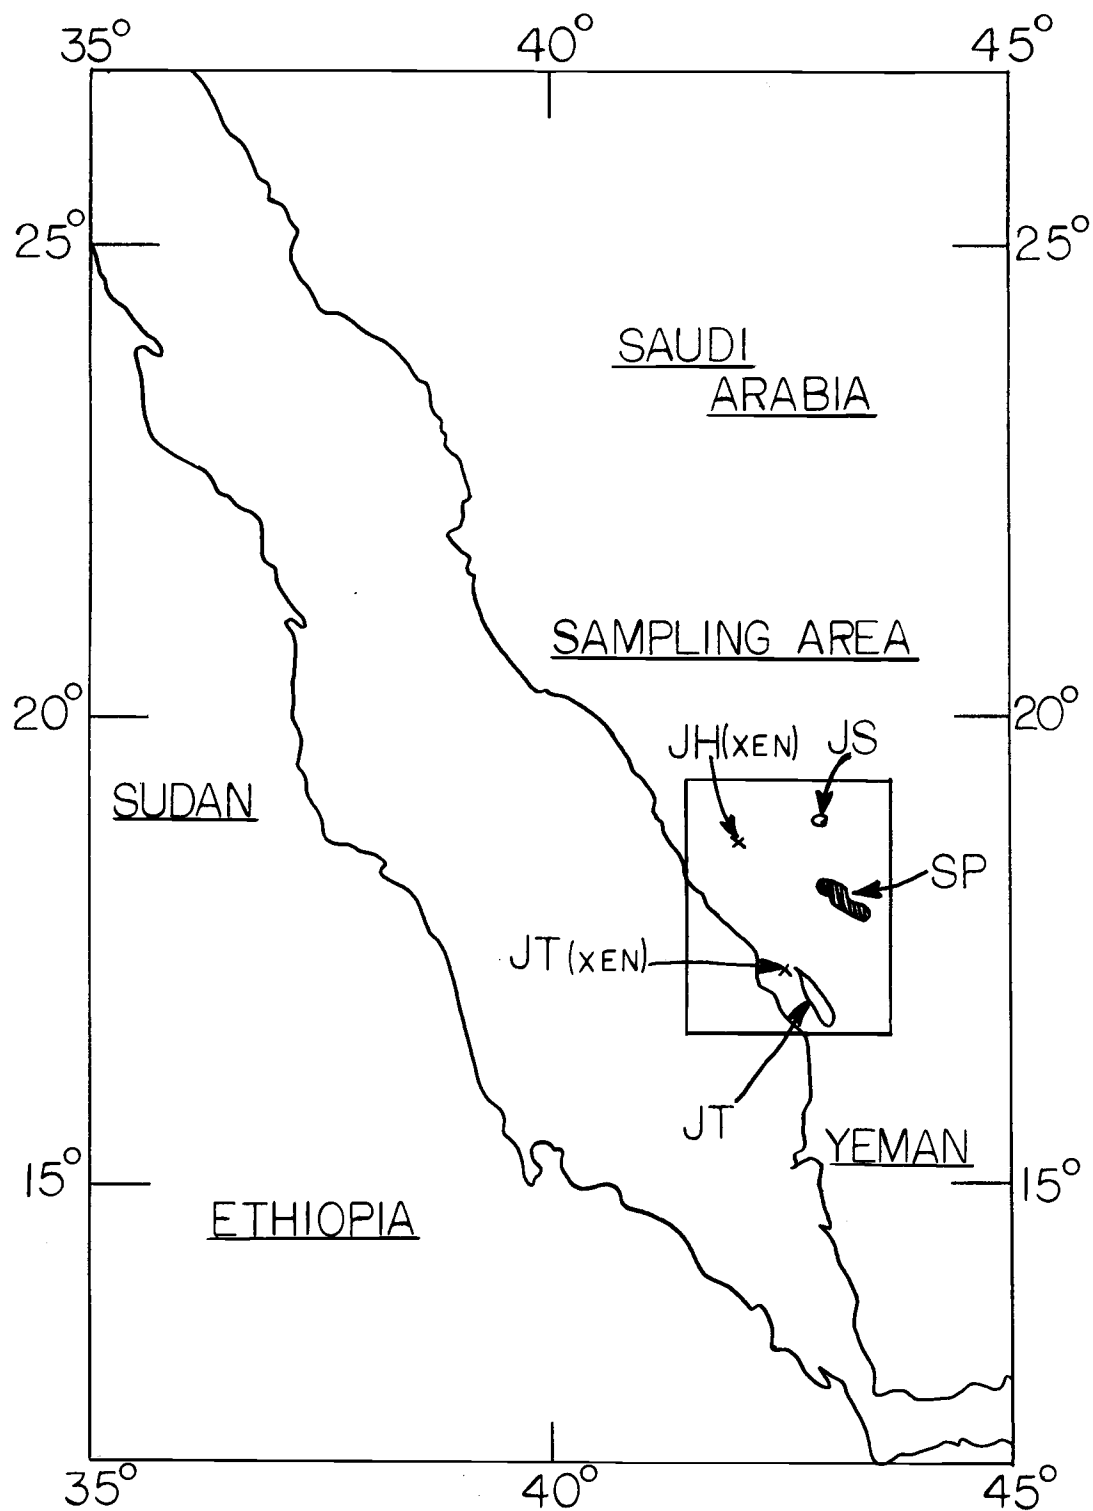 35° 40° 45°
25° 25°
SAUDI
ARABIA
SAMPLING AREA
20° 20°
JH(XEN) JS
SUDAN
SP
JT(XEN)
JT
YEMAN
15° 15°
ETHIOPIA
35° 40° 45°